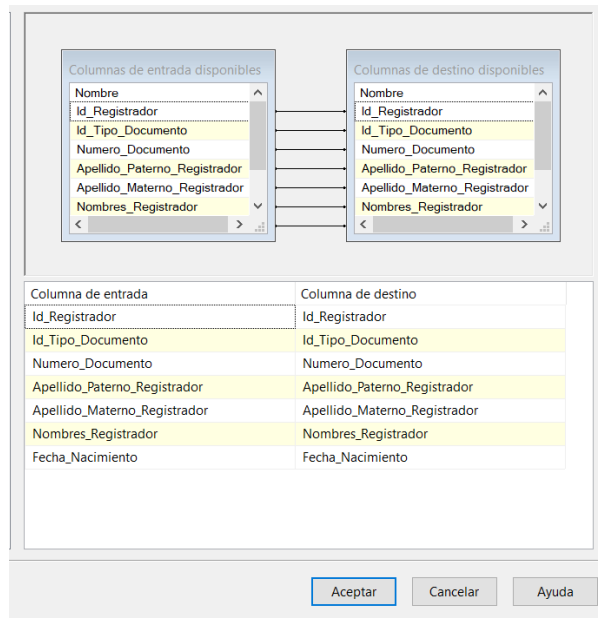 Columnas de entrada disponibles
Nombre
Id_Registrador
Id_Tipo_Documento
Numero_Documento
Apellido_Paterno_Registrador
Apellido_Materno_Registrador
Nombres_Registrador
Columnas de destino disponibles
Nombre
Id_Registrador
Id_Tipo_Documento
Numero_Documento
Apellido_Paterno_Registrador
Apellido_Materno_Registrador
Nombres_Registrador
Columna de entrada Columna de destino
Id_Registrador Id_Registrador
Id_Tipo_Documento Id_Tipo_Documento
Numero_Documento Numero_Documento
Apellido_Paterno_Registrador Apellido_Paterno_Registrador
Apellido_Materno_Registrador Apellido_Materno_Registrador
Nombres_Registrador Nombres_Registrador
Fecha_Nacimiento Fecha_Nacimiento
Aceptar Cancelar Ayuda